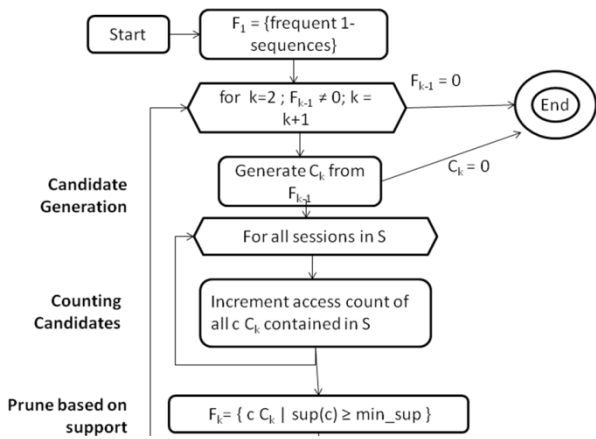 Start
F₁ = {frequent 1-
sequences}
for k=2 ; Fₖ₋₁ ≠ 0; k =
k+1
Fₖ₋₁ = 0
End
Generate Cₖ from
Fₖ₋₁
Cₖ = 0
Candidate
Generation
For all sessions in S
Counting
Candidates
Increment access count of
all c Cₖ contained in S
Prune based on
support
Fₖ= { c Cₖ | sup(c) ≥ min_sup }